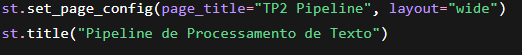 st.set_page_config(page_title="TP2 Pipeline", layout="wide")
st.title("Pipeline de Processamento de Texto")